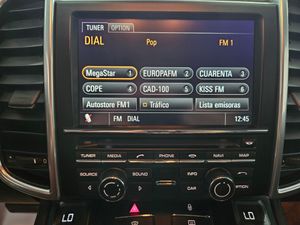 TUNER OPTION
DIAL Pop FM 1
MegaStar 1 EUROPAFM 2 CUARENTA 3
COPE 4 CAD-100 5 KISS FM 6
Autostore FM1 Tráfico Lista emisoras
FM DIAL 12:45
TUNER MEDIA PHONE NAVI MAP
SOURCE SOUND INFO CAR
BACK OPTION
LO LO